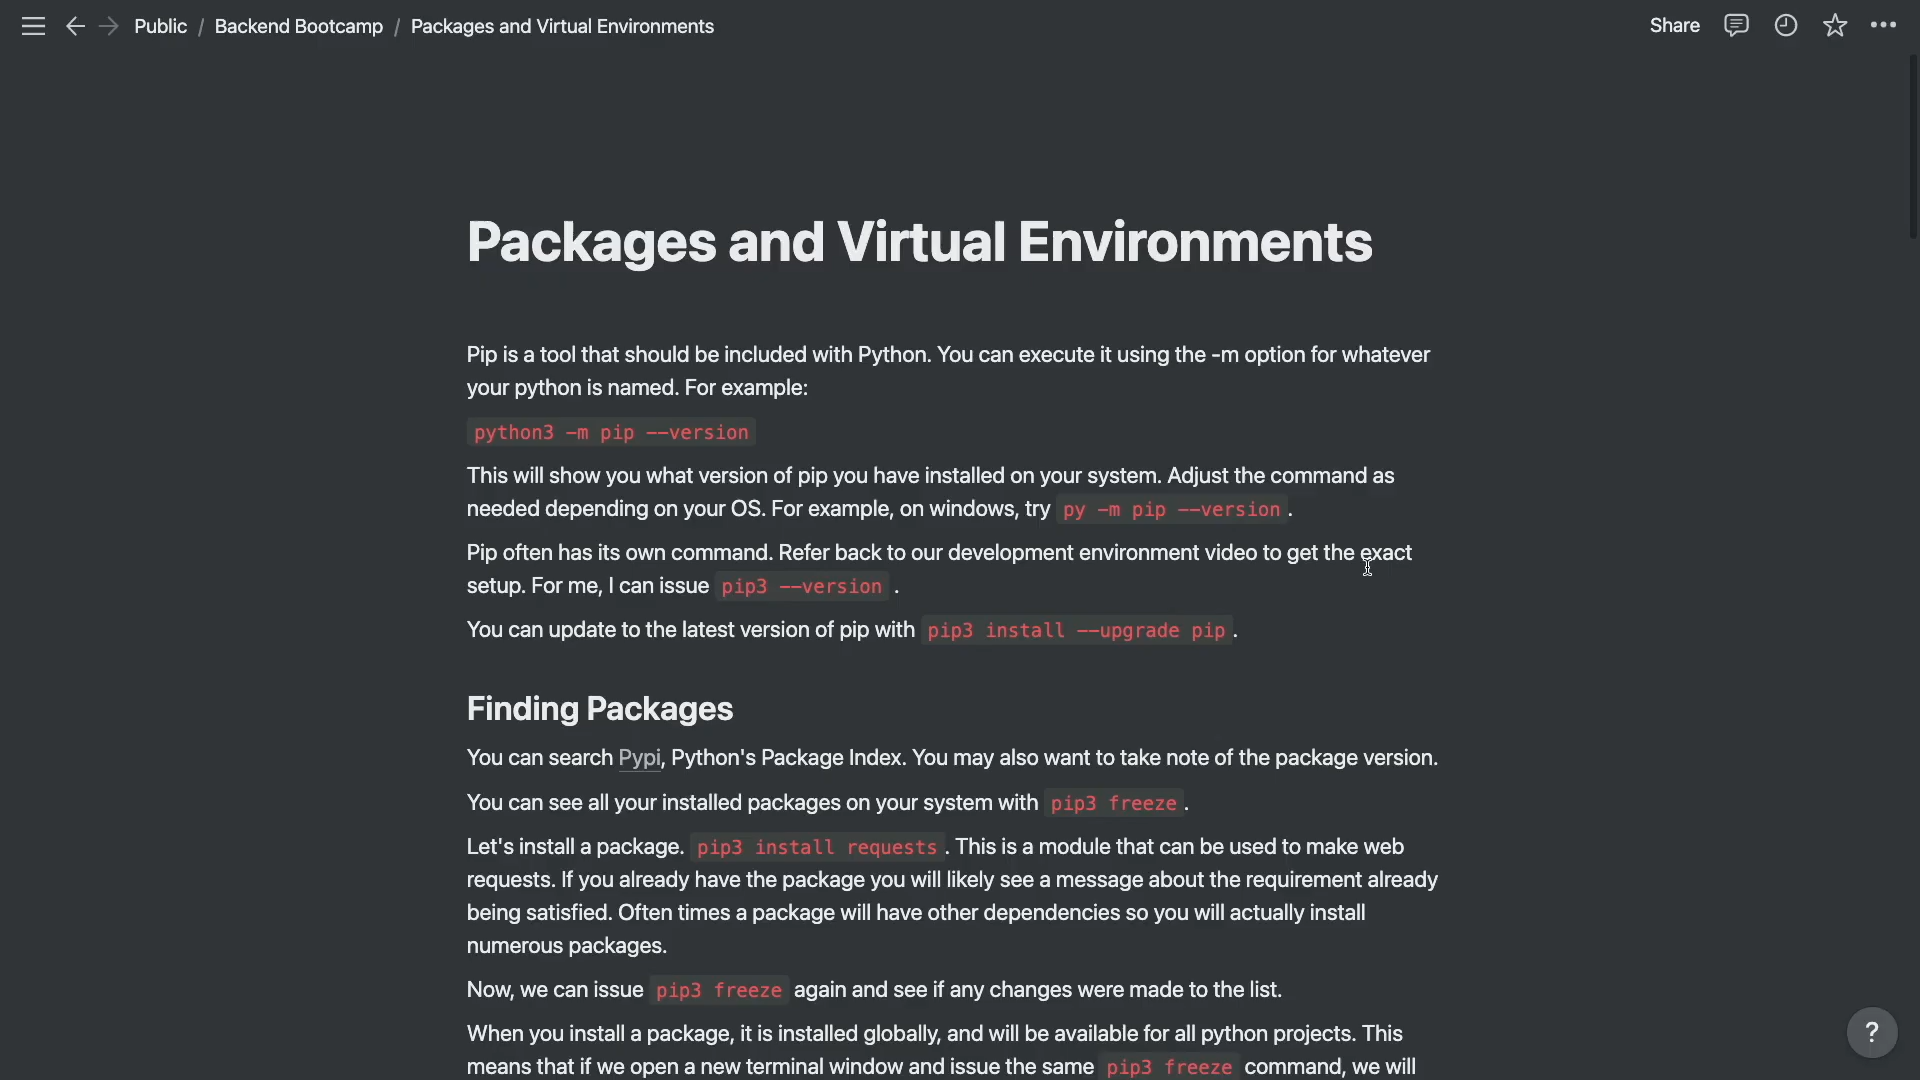 Public / Backend Bootcamp / Packages and Virtual Environments
Share
Packages and Virtual Environments
Pip is a tool that should be included with Python. You can execute it using the -m option for whatever
your python is named. For example:
python3 -m pip --version
This will show you what version of pip you have installed on your system. Adjust the command as
needed depending on your OS. For example, on windows, try py -m pip --version .
Pip often has its own command. Refer back to our development environment video to get the exact
setup. For me, I can issue pip3 --version .
You can update to the latest version of pip with pip3 install --upgrade pip .
Finding Packages
You can search Pypi, Python's Package Index. You may also want to take note of the package version.
You can see all your installed packages on your system with pip3 freeze .
Let's install a package. pip3 install requests . This is a module that can be used to make web
requests. If you already have the package you will likely see a message about the requirement already
being satisfied. Often times a package will have other dependencies so you will actually install
numerous packages.
Now, we can issue pip3 freeze again and see if any changes were made to the list.
When you install a package, it is installed globally, and will be available for all python projects. This
means that if we open a new terminal window and issue the same pip3 freeze command, we will
?